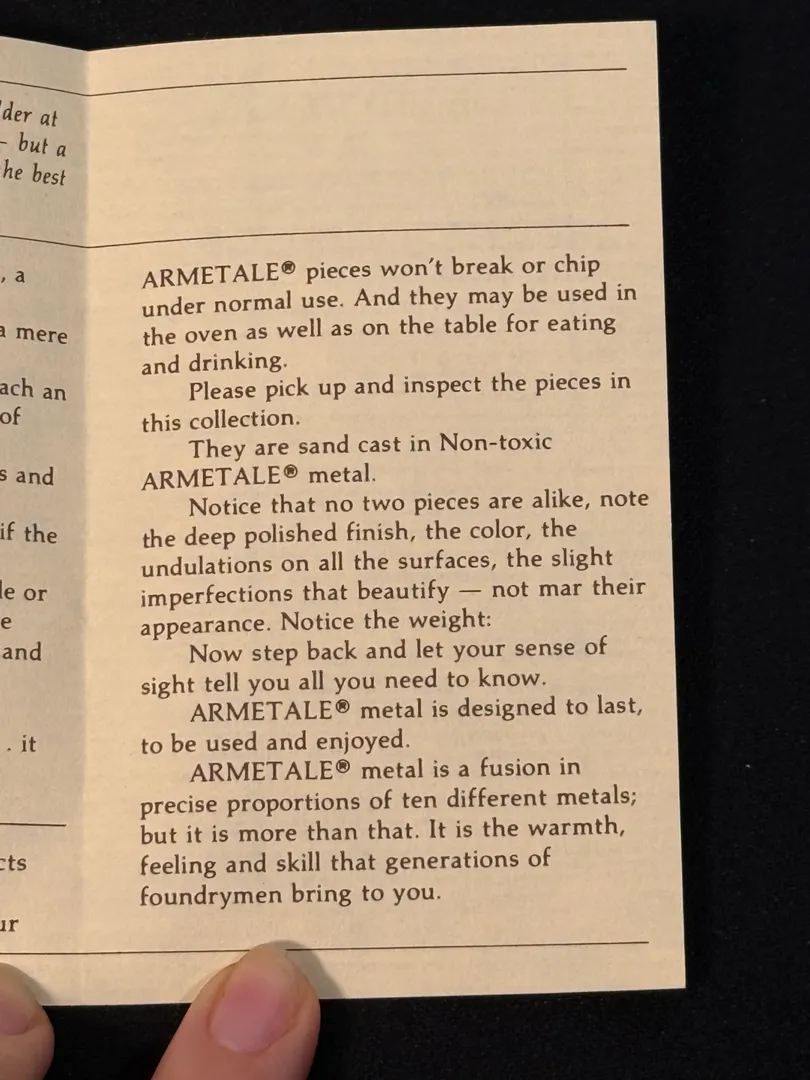 der at
– but a
he best
, a
a mere
ach an
of
s and
if the
le or
e
and
. it
cts
ur
ARMETALE® pieces won't break or chip
under normal use. And they may be used in
the oven as well as on the table for eating
and drinking.
Please pick up and inspect the pieces in
this collection.
They are sand cast in Non-toxic
ARMETALE® metal.
Notice that no two pieces are alike, note
the deep polished finish, the color, the
undulations on all the surfaces, the slight
imperfections that beautify — not mar their
appearance. Notice the weight:
Now step back and let your sense of
sight tell you all you need to know.
ARMETALE® metal is designed to last,
to be used and enjoyed.
ARMETALE® metal is a fusion in
precise proportions of ten different metals;
but it is more than that. It is the warmth,
feeling and skill that generations of
foundrymen bring to you.